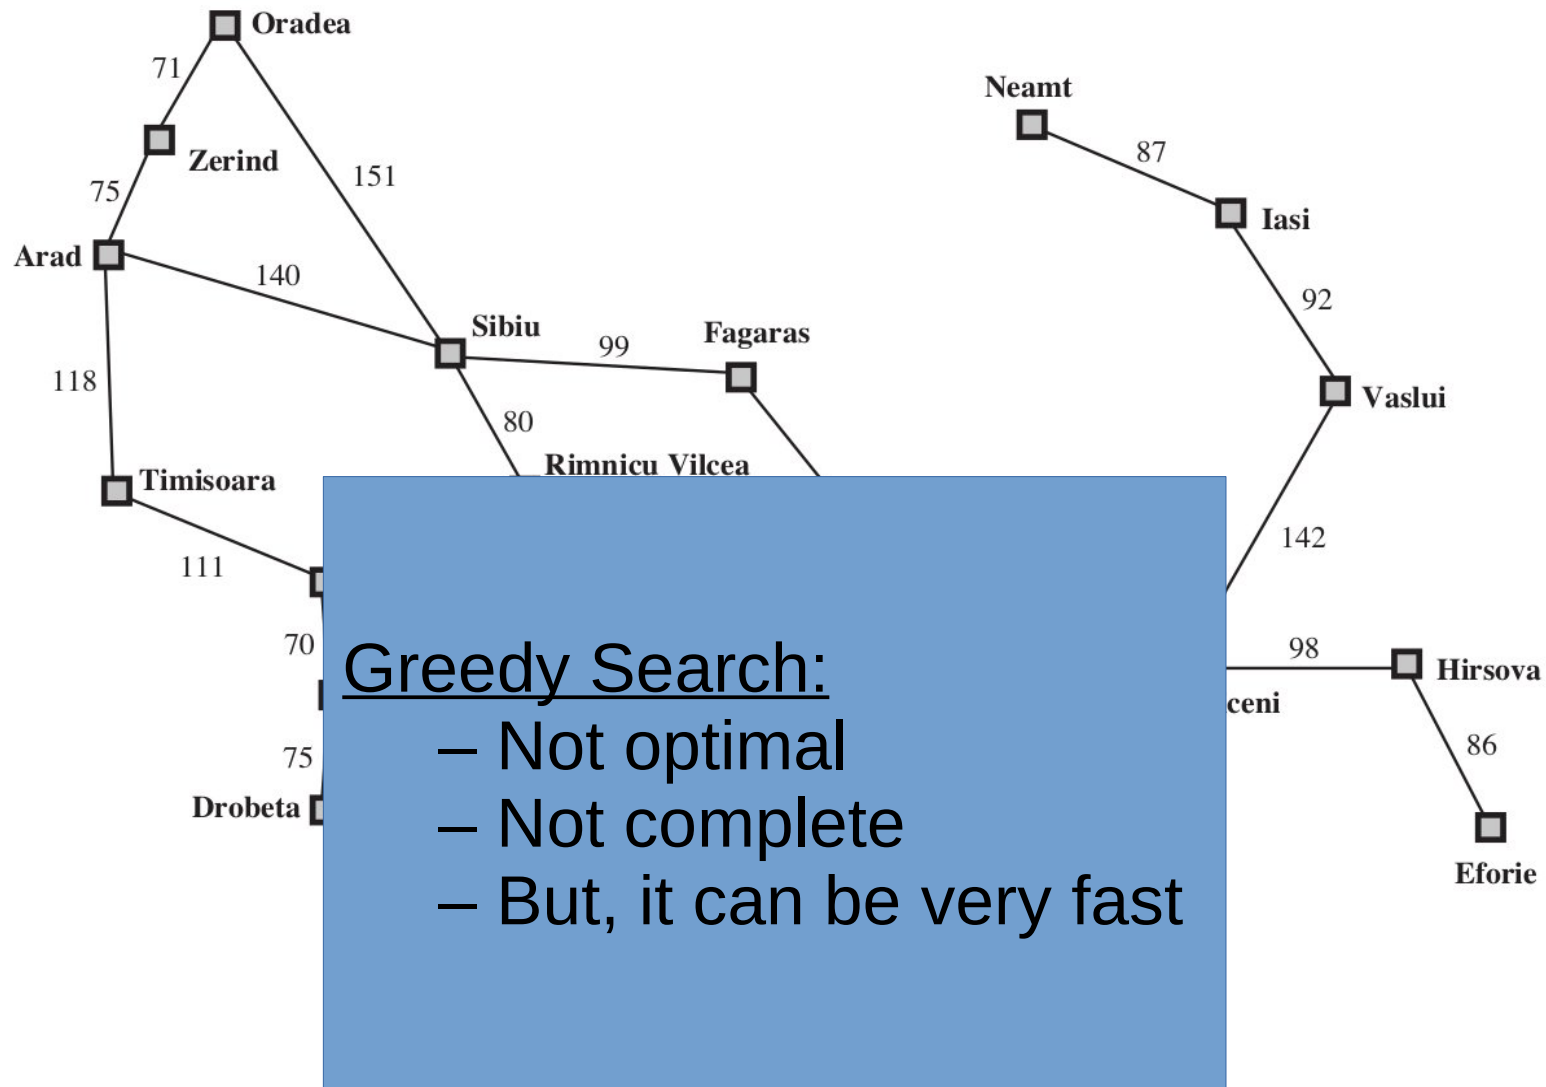 Oradea
71
Neamt
87
Zerind
151
75
Iasi
Arad
140
92
Sibiu
99
Fagaras
118
Vaslui
80
Rimnicu Vilcea
Timisoara
142
111
70
98
Hirsova
Greedy Search:
ceni
– Not optimal
86
75
Drobeta
– Not complete
Eforie
– But, it can be very fast